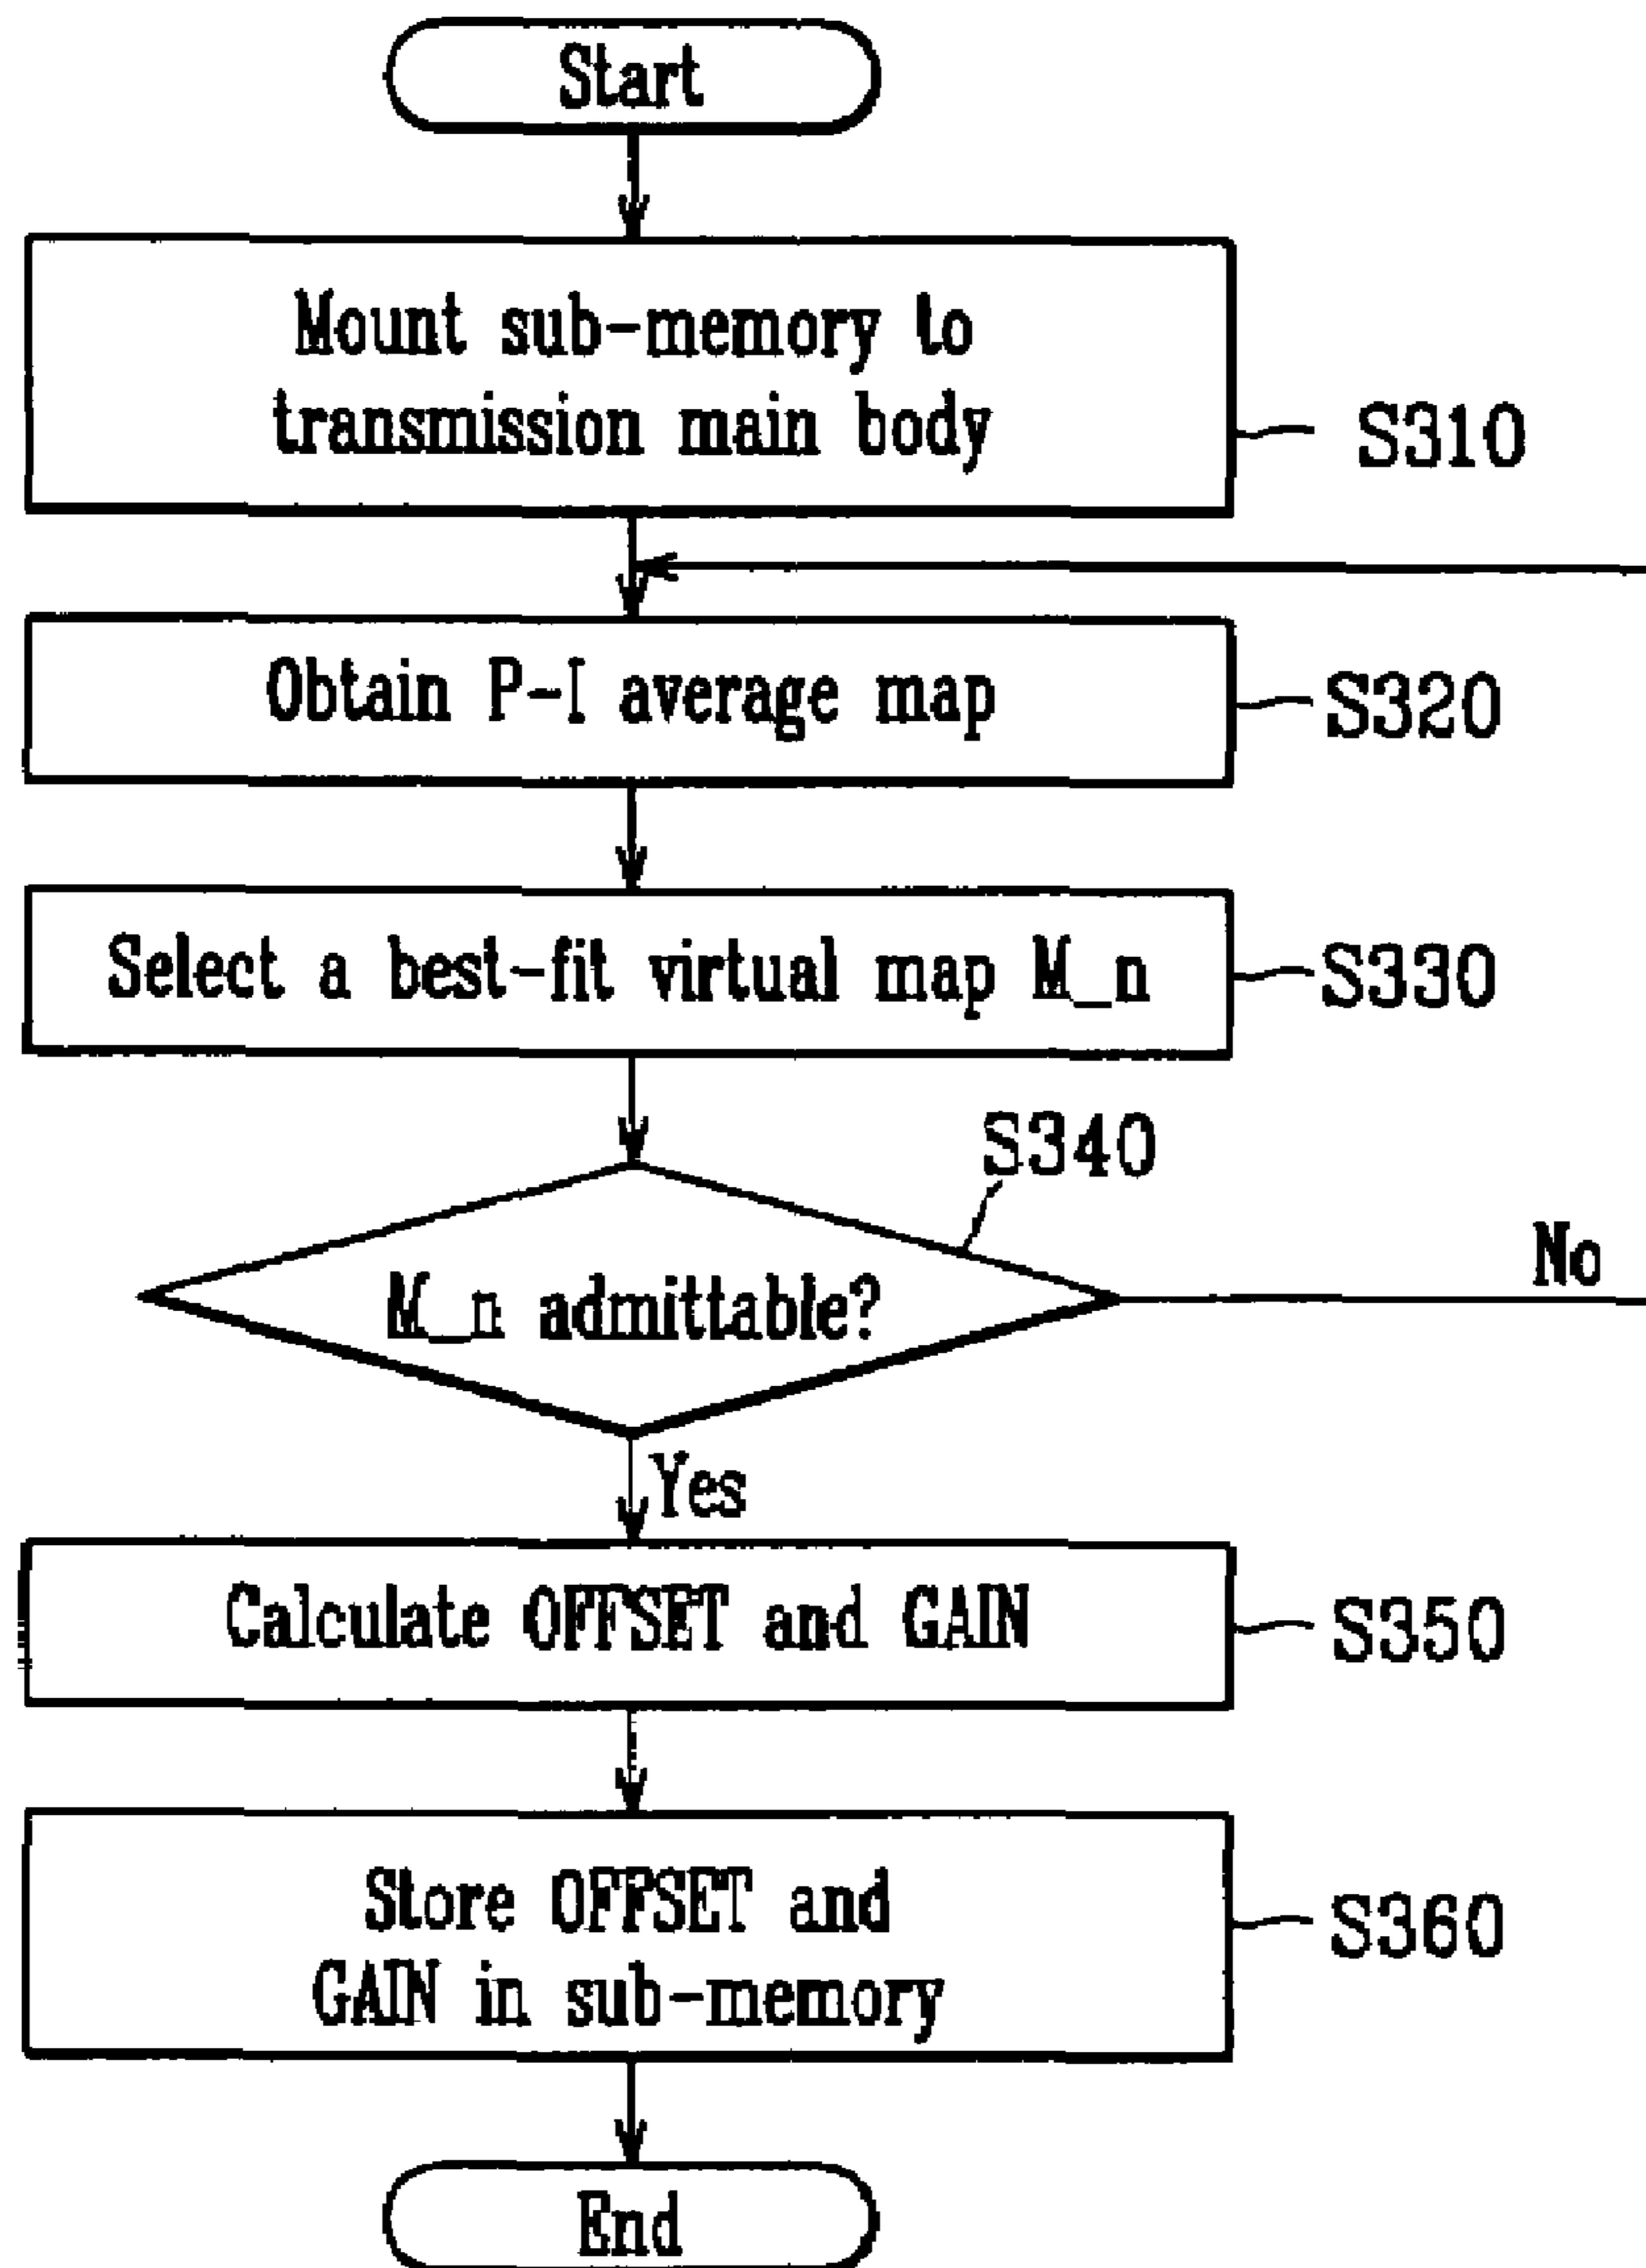 Start
Mount sub-memory to
transmission main body
S310
Obtain P-I average map
S320
Select a best-fit virtual map M_n
S330
S340
M_n admittable?
No
Yes
Calculate OFFSET and GAIN
S350
Store OFFSET and
GAIN in sub-memory
S360
End